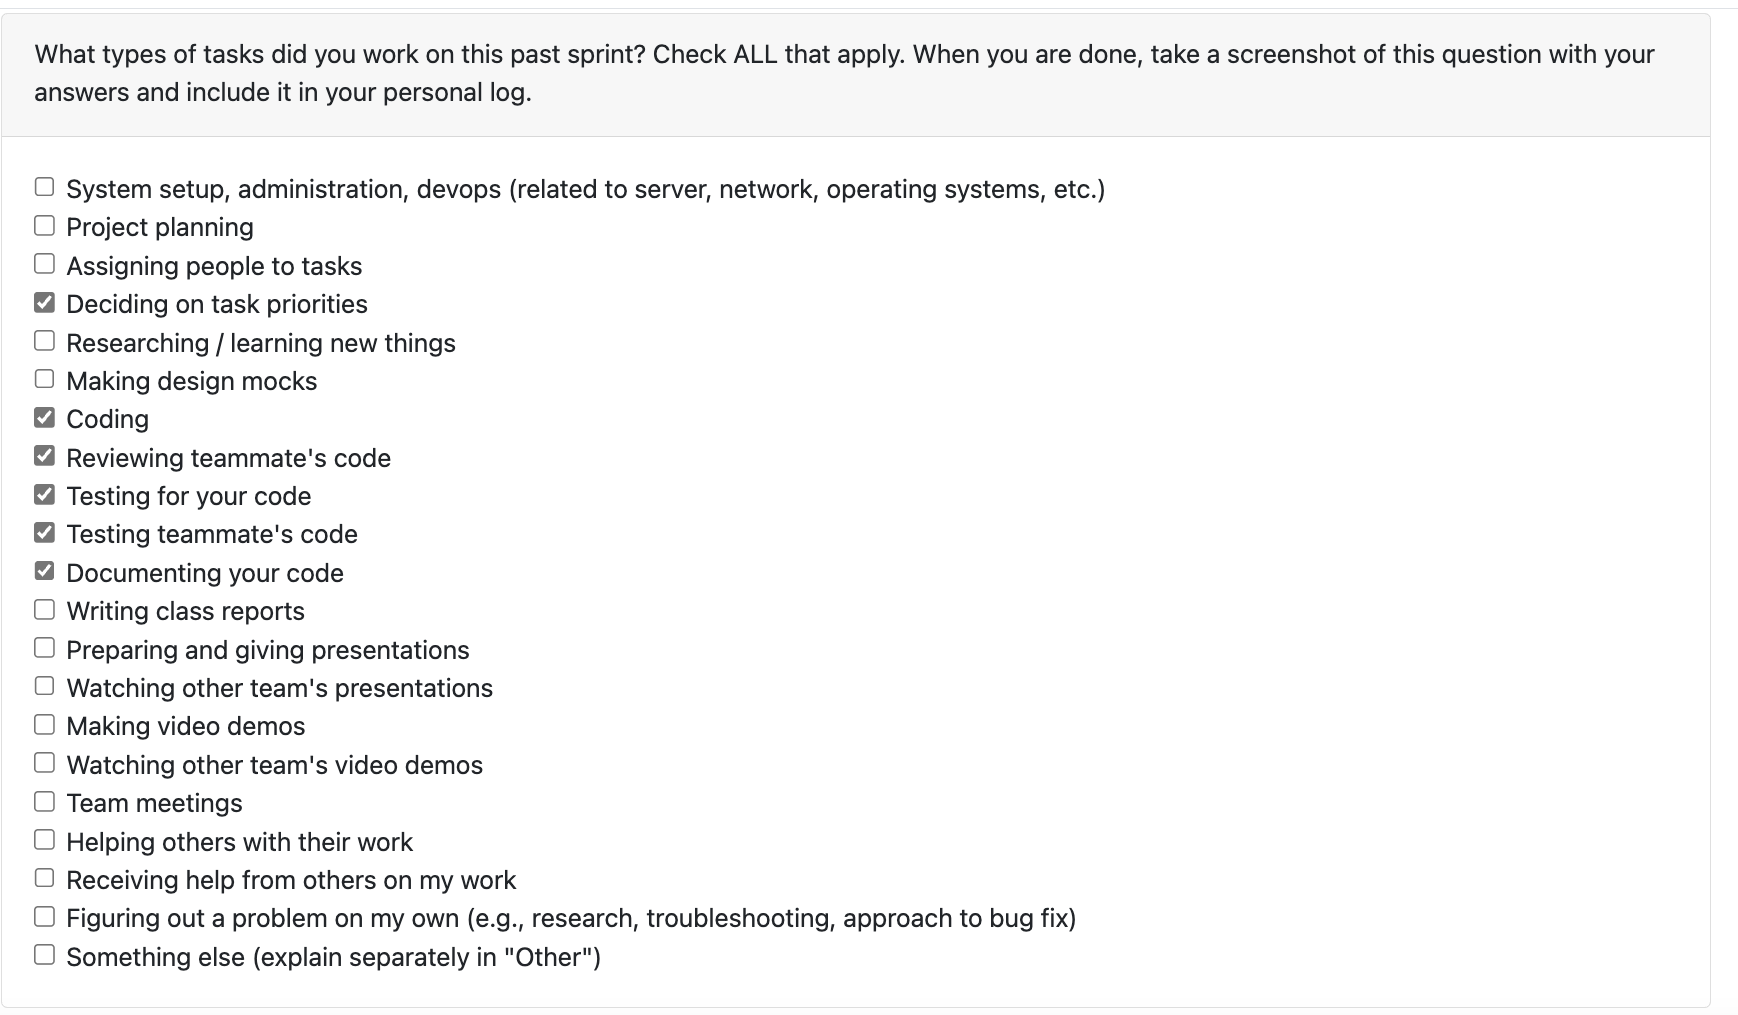 What types of tasks did you work on this past sprint? Check ALL that apply. When you are done, take a screenshot of this question with your
answers and include it in your personal log.
System setup, administration, devops (related to server, network, operating systems, etc.)
Project planning
Assigning people to tasks
Deciding on task priorities
Researching / learning new things
Making design mocks
Coding
Reviewing teammate's code
Testing for your code
Testing teammate's code
Documenting your code
Writing class reports
Preparing and giving presentations
Watching other team's presentations
Making video demos
Watching other team's video demos
Team meetings
Helping others with their work
Receiving help from others on my work
Figuring out a problem on my own (e.g., research, troubleshooting, approach to bug fix)
Something else (explain separately in "Other")